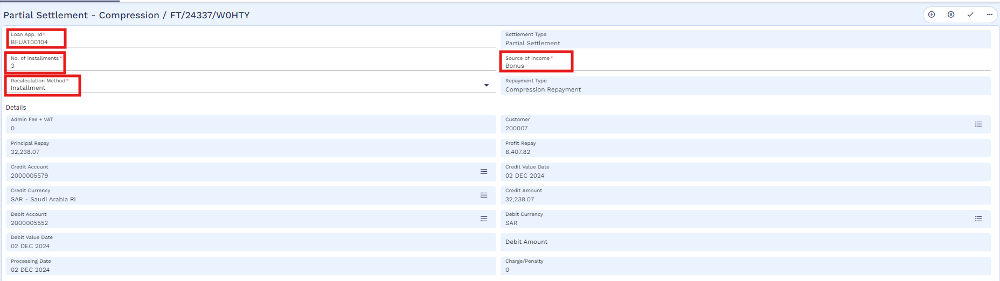 Partial Settlement - Compression / FT/24337/W0HTY
Loan App. Id*
BFUAT00104
Settlement Type
Partial Settlement
No. of Installments*
3
Source of Income*
Bonus
Recalculation Method*
Installment
Repayment Type
Compression Repayment
Details
Admin Fee + VAT
0
Customer
200007
Principal Repay
32,238.07
Profit Repay
8,407.82
Credit Account
2000005579
Credit Value Date
02 DEC 2024
Credit Currency
SAR - Saudi Arabia Ri
Credit Amount
32,238.07
Debit Account
2000005552
Debit Currency
SAR
Debit Value Date
02 DEC 2024
Debit Amount
Processing Date
02 DEC 2024
Charge/Penalty
0